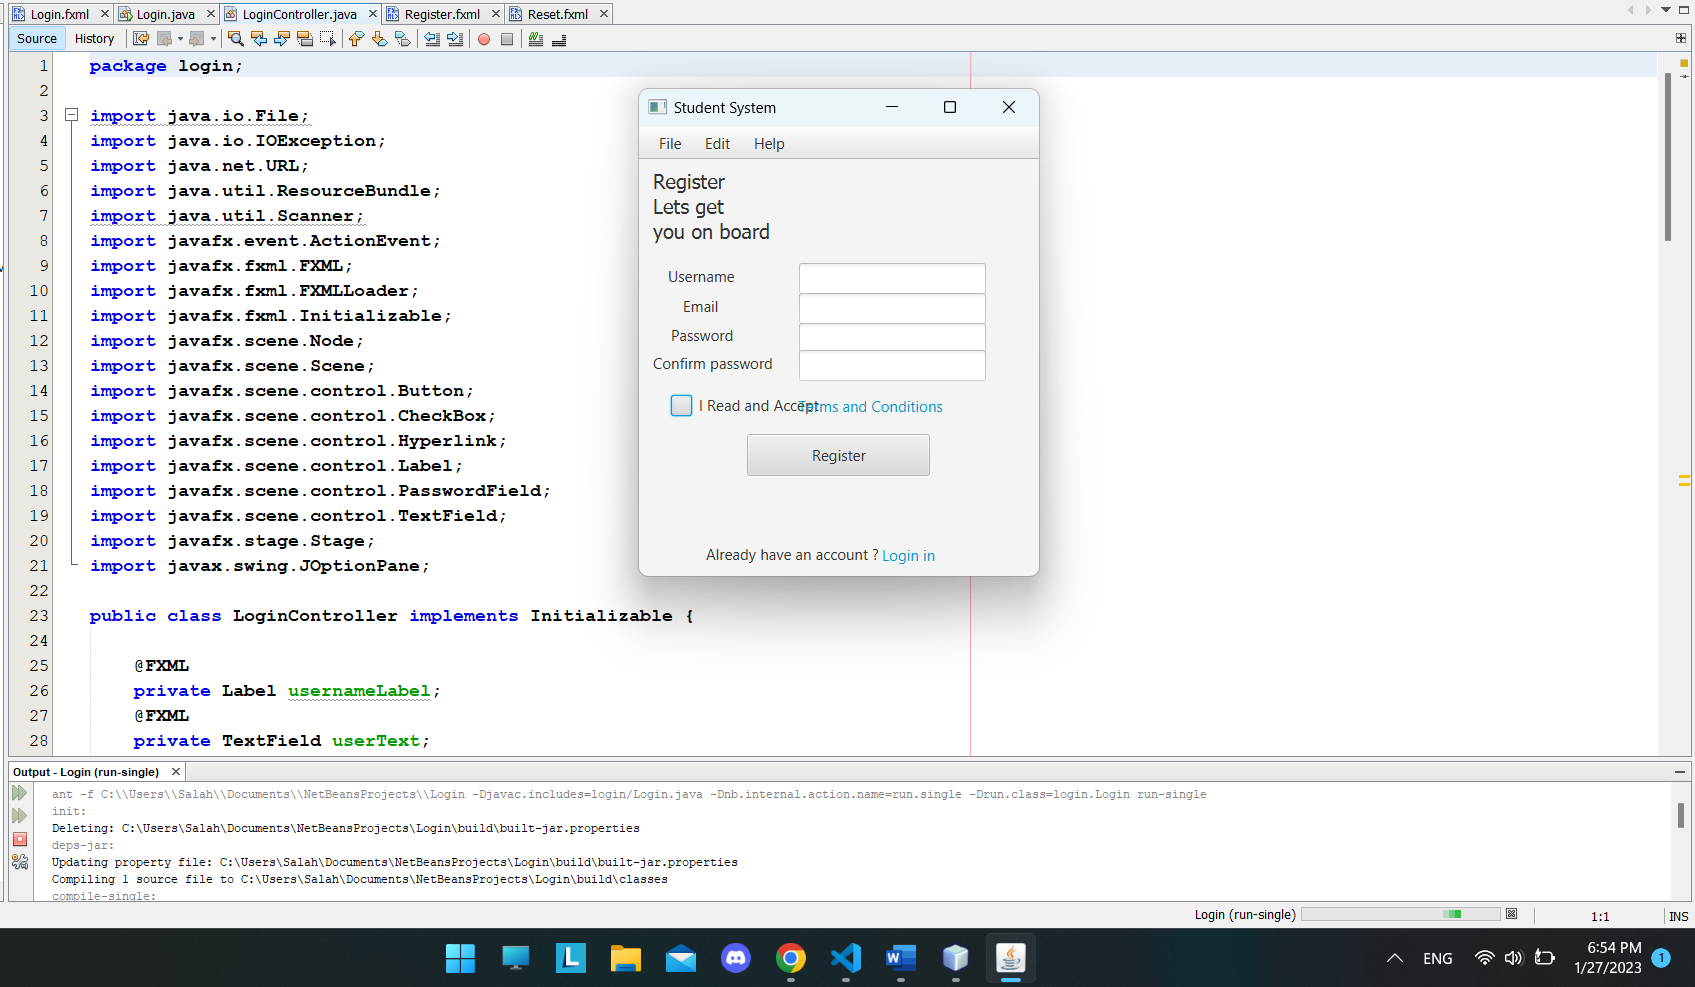 Login.fxml Login.java LoginController.java Register.fxml Reset.fxml
Source History
1 package login;
2
3 import java.io.File;
4 import java.io.IOException;
5 import java.net.URL;
6 import java.util.ResourceBundle;
7 import java.util.Scanner;
8 import javafx.event.ActionEvent;
9 import javafx.fxml.FXML;
10 import javafx.fxml.FXMLLoader;
11 import javafx.fxml.Initializable;
12 import javafx.scene.Node;
13 import javafx.scene.Scene;
14 import javafx.scene.control.Button;
15 import javafx.scene.control.CheckBox;
16 import javafx.scene.control.Hyperlink;
17 import javafx.scene.control.Label;
18 import javafx.scene.control.PasswordField;
19 import javafx.scene.control.TextField;
20 import javafx.stage.Stage;
21 import javax.swing.JOptionPane;
22
23 public class LoginController implements Initializable {
24
25 @FXML
26 private Label usernameLabel;
27 @FXML
28 private TextField userText;
Student System
File Edit Help
Register
Lets get
you on board
Username
Email
Password
Confirm password
I Read and Accept Terms and Conditions
Register
Already have an account ? Login in
Output - Login (run-single)
ant -f C:\\Users\\Salah\\Documents\\NetBeansProjects\\Login -Djavac.includes=login/Login.java -Dnb.internal.action.name=run.single -Drun.class=login.Login run-single
init:
Deleting: C:\Users\Salah\Documents\NetBeansProjects\Login\build\built-jar.properties
deps-jar:
Updating property file: C:\Users\Salah\Documents\NetBeansProjects\Login\build\built-jar.properties
Compiling 1 source file to C:\Users\Salah\Documents\NetBeansProjects\Login\build\classes
compile-single:
Login (run-single) 1:1 INS
L W ENG 6:54 PM 1
1/27/2023